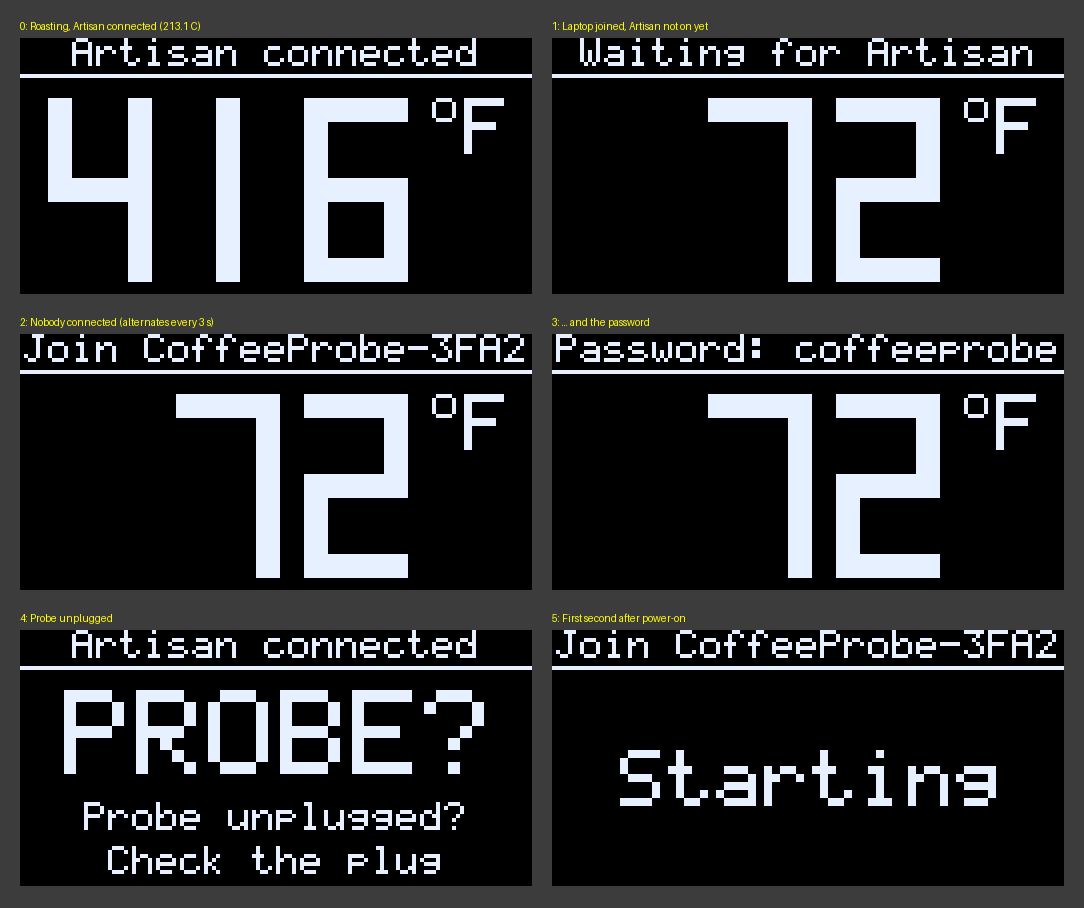 0: Roasting, Artisan connected (213.1 C)
Artisan connected
416 °F
1: Laptop joined, Artisan not on yet
Waiting for Artisan
72 °F
2: Nobody connected (alternates every 3 s)
Join CoffeeProbe-3FA2
72 °F
3: ... and the password
Password: coffeeprobe
72 °F
4: Probe unplugged
Artisan connected
PROBE?
Probe unplugged?
Check the plug
5: First second after power-on
Join CoffeeProbe-3FA2
Starting